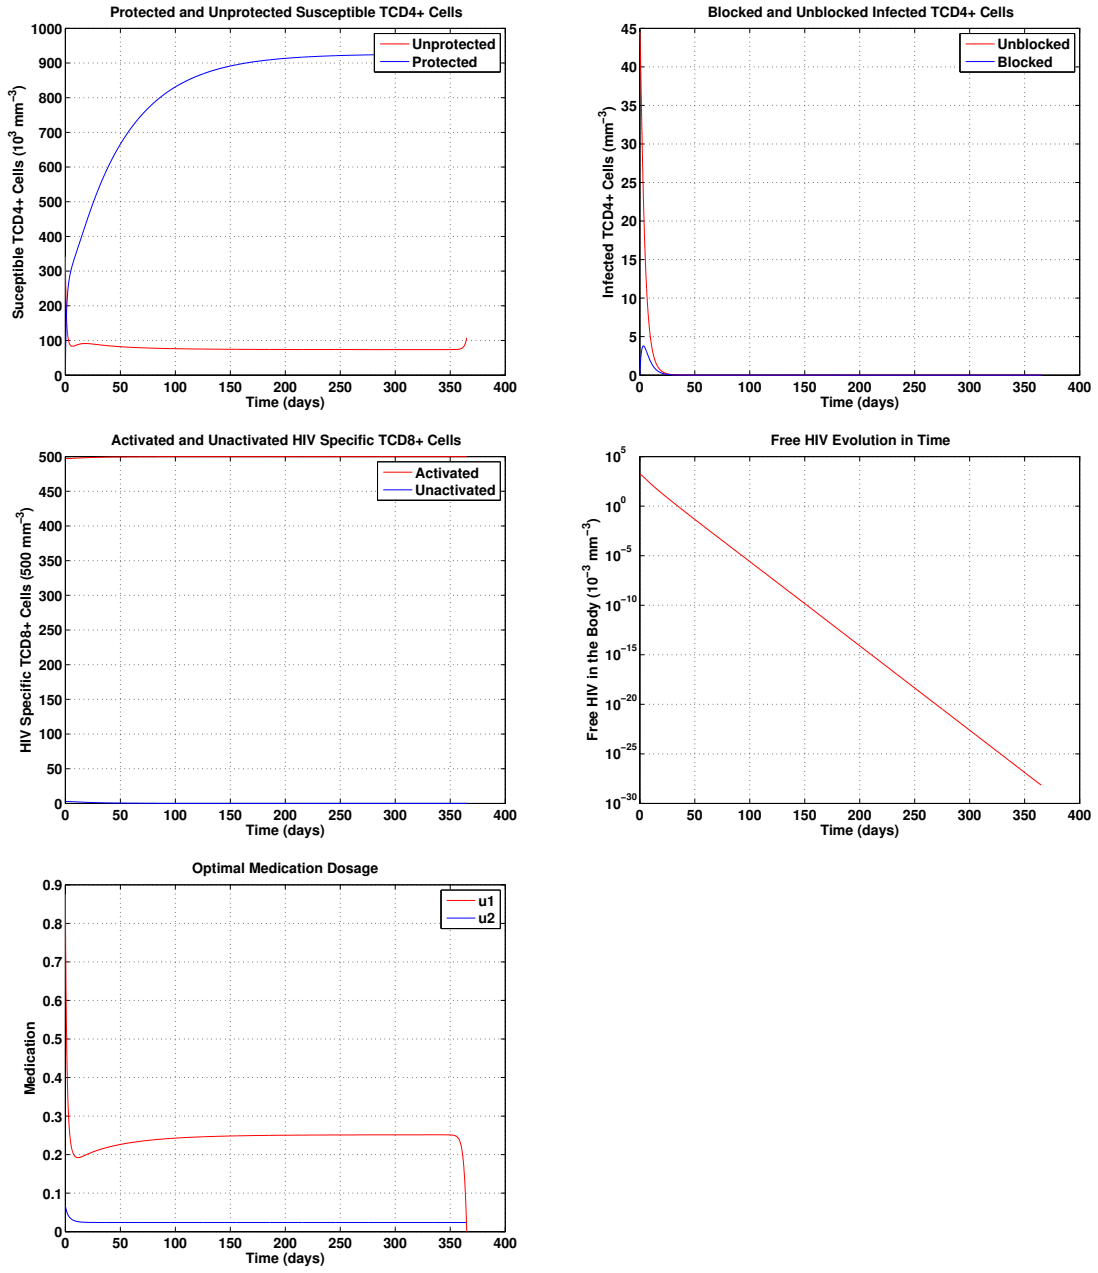 Protected and Unprotected Susceptible TCD4+ Cells
Suceptible TCD4+ Cells (10³ mm⁻³)
1000
900
800
700
600
500
400
300
200
100
0
Unprotected
Protected
0 50 100 150 200 250 300 350 400
Time (days)
Blocked and Unblocked Infected TCD4+ Cells
Infected TCD4+ Cells (mm⁻³)
45
40
35
30
25
20
15
10
5
0
Unblocked
Blocked
0 50 100 150 200 250 300 350 400
Time (days)
Activated and Unactivated HIV Specific TCD8+ Cells
HIV Specific TCD8+ Cells (500 mm⁻³)
500
450
400
350
300
250
200
150
100
50
0
Activated
Unactivated
0 50 100 150 200 250 300 350 400
Time (days)
Free HIV Evolution in Time
Free HIV in the Body (10⁻³ mm⁻³)
10⁵
10⁰
10⁻⁵
10⁻¹⁰
10⁻¹⁵
10⁻²⁰
10⁻²⁵
10⁻³⁰
0 50 100 150 200 250 300 350 400
Time (days)
Optimal Medication Dosage
Medication
0.9
0.8
0.7
0.6
0.5
0.4
0.3
0.2
0.1
0
u1
u2
0 50 100 150 200 250 300 350 400
Time (days)